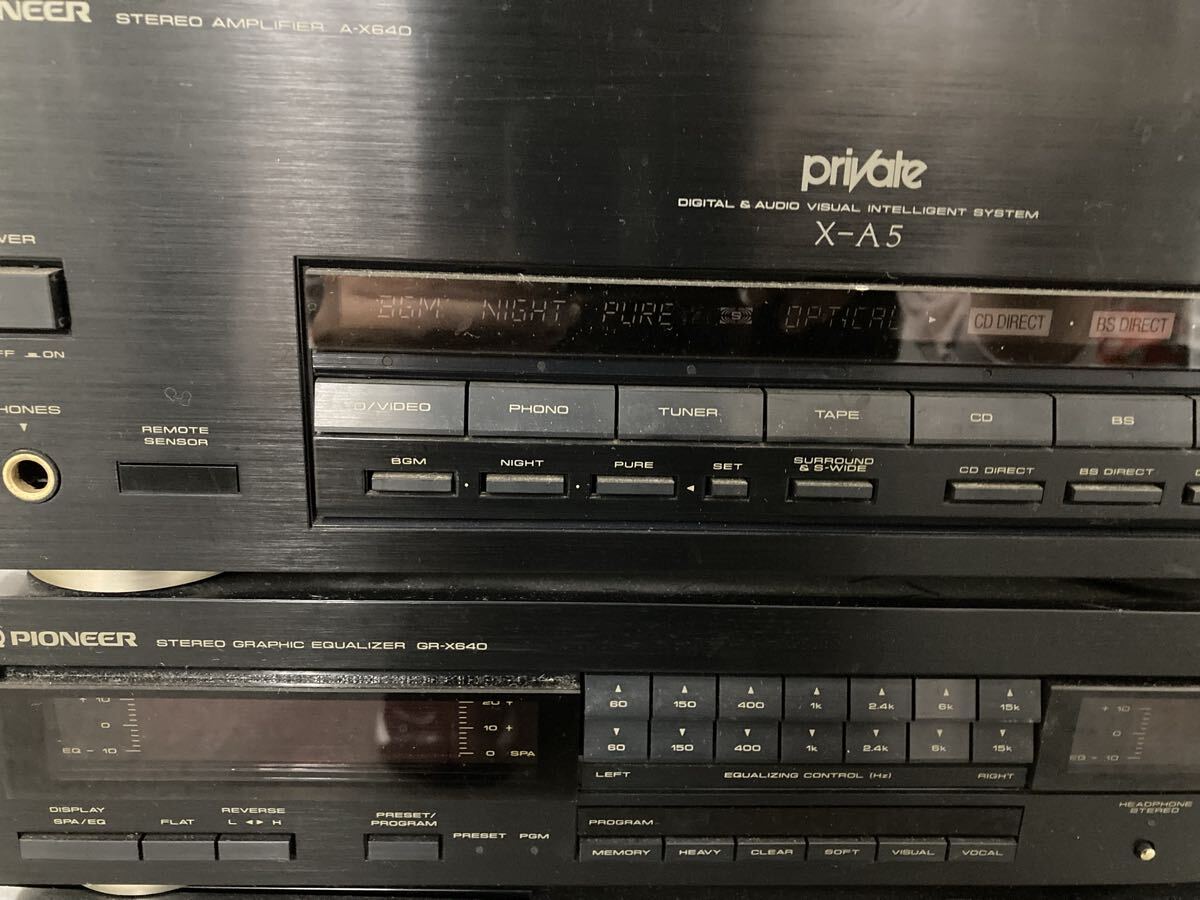 NEER STEREO AMPLIFIER A-X640
private
DIGITAL & AUDIO VISUAL INTELLIGENT SYSTEM
X-A5
WER
FF ON
HONES
REMOTE
SENSOR
BGM NIGHT PURE S OPTICAL CD DIRECT · BS DIRECT
D/VIDEO PHONO TUNER TAPE CD BS
BGM NIGHT PURE SET SURROUND & S-WIDE CD DIRECT BS DIRECT
PIONEER STEREO GRAPHIC EQUALIZER GR-X640
+ 10
0
EQ - 10
20 +
10 +
0 SPA
60 150 400 1k 2.4k 6k 15k
60 150 400 1k 2.4k 6k 15k
LEFT EQUALIZING CONTROL (Hz) RIGHT
+ 10
0
EQ - 10
DISPLAY
SPA/EQ
FLAT
REVERSE
L ◄► H
PRESET/
PROGRAM
PRESET PGM
PROGRAM
MEMORY HEAVY CLEAR SOFT VISUAL VOCAL
HEADPHONE
STEREO